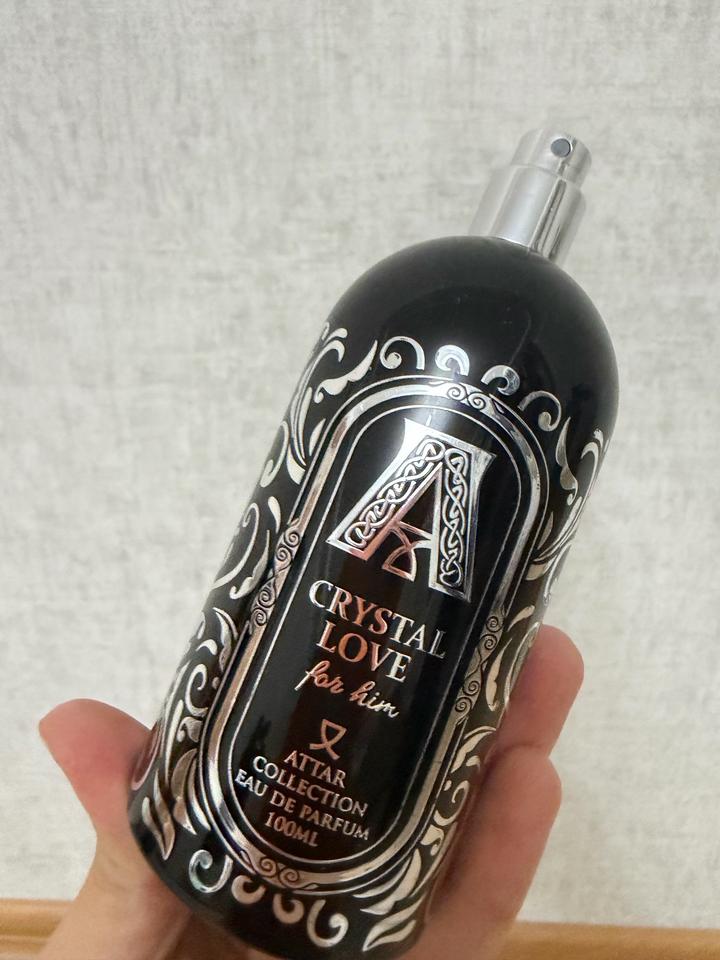 A
CRYSTAL
LOVE
for him
ATTAR
COLLECTION
EAU DE PARFUM
100ML